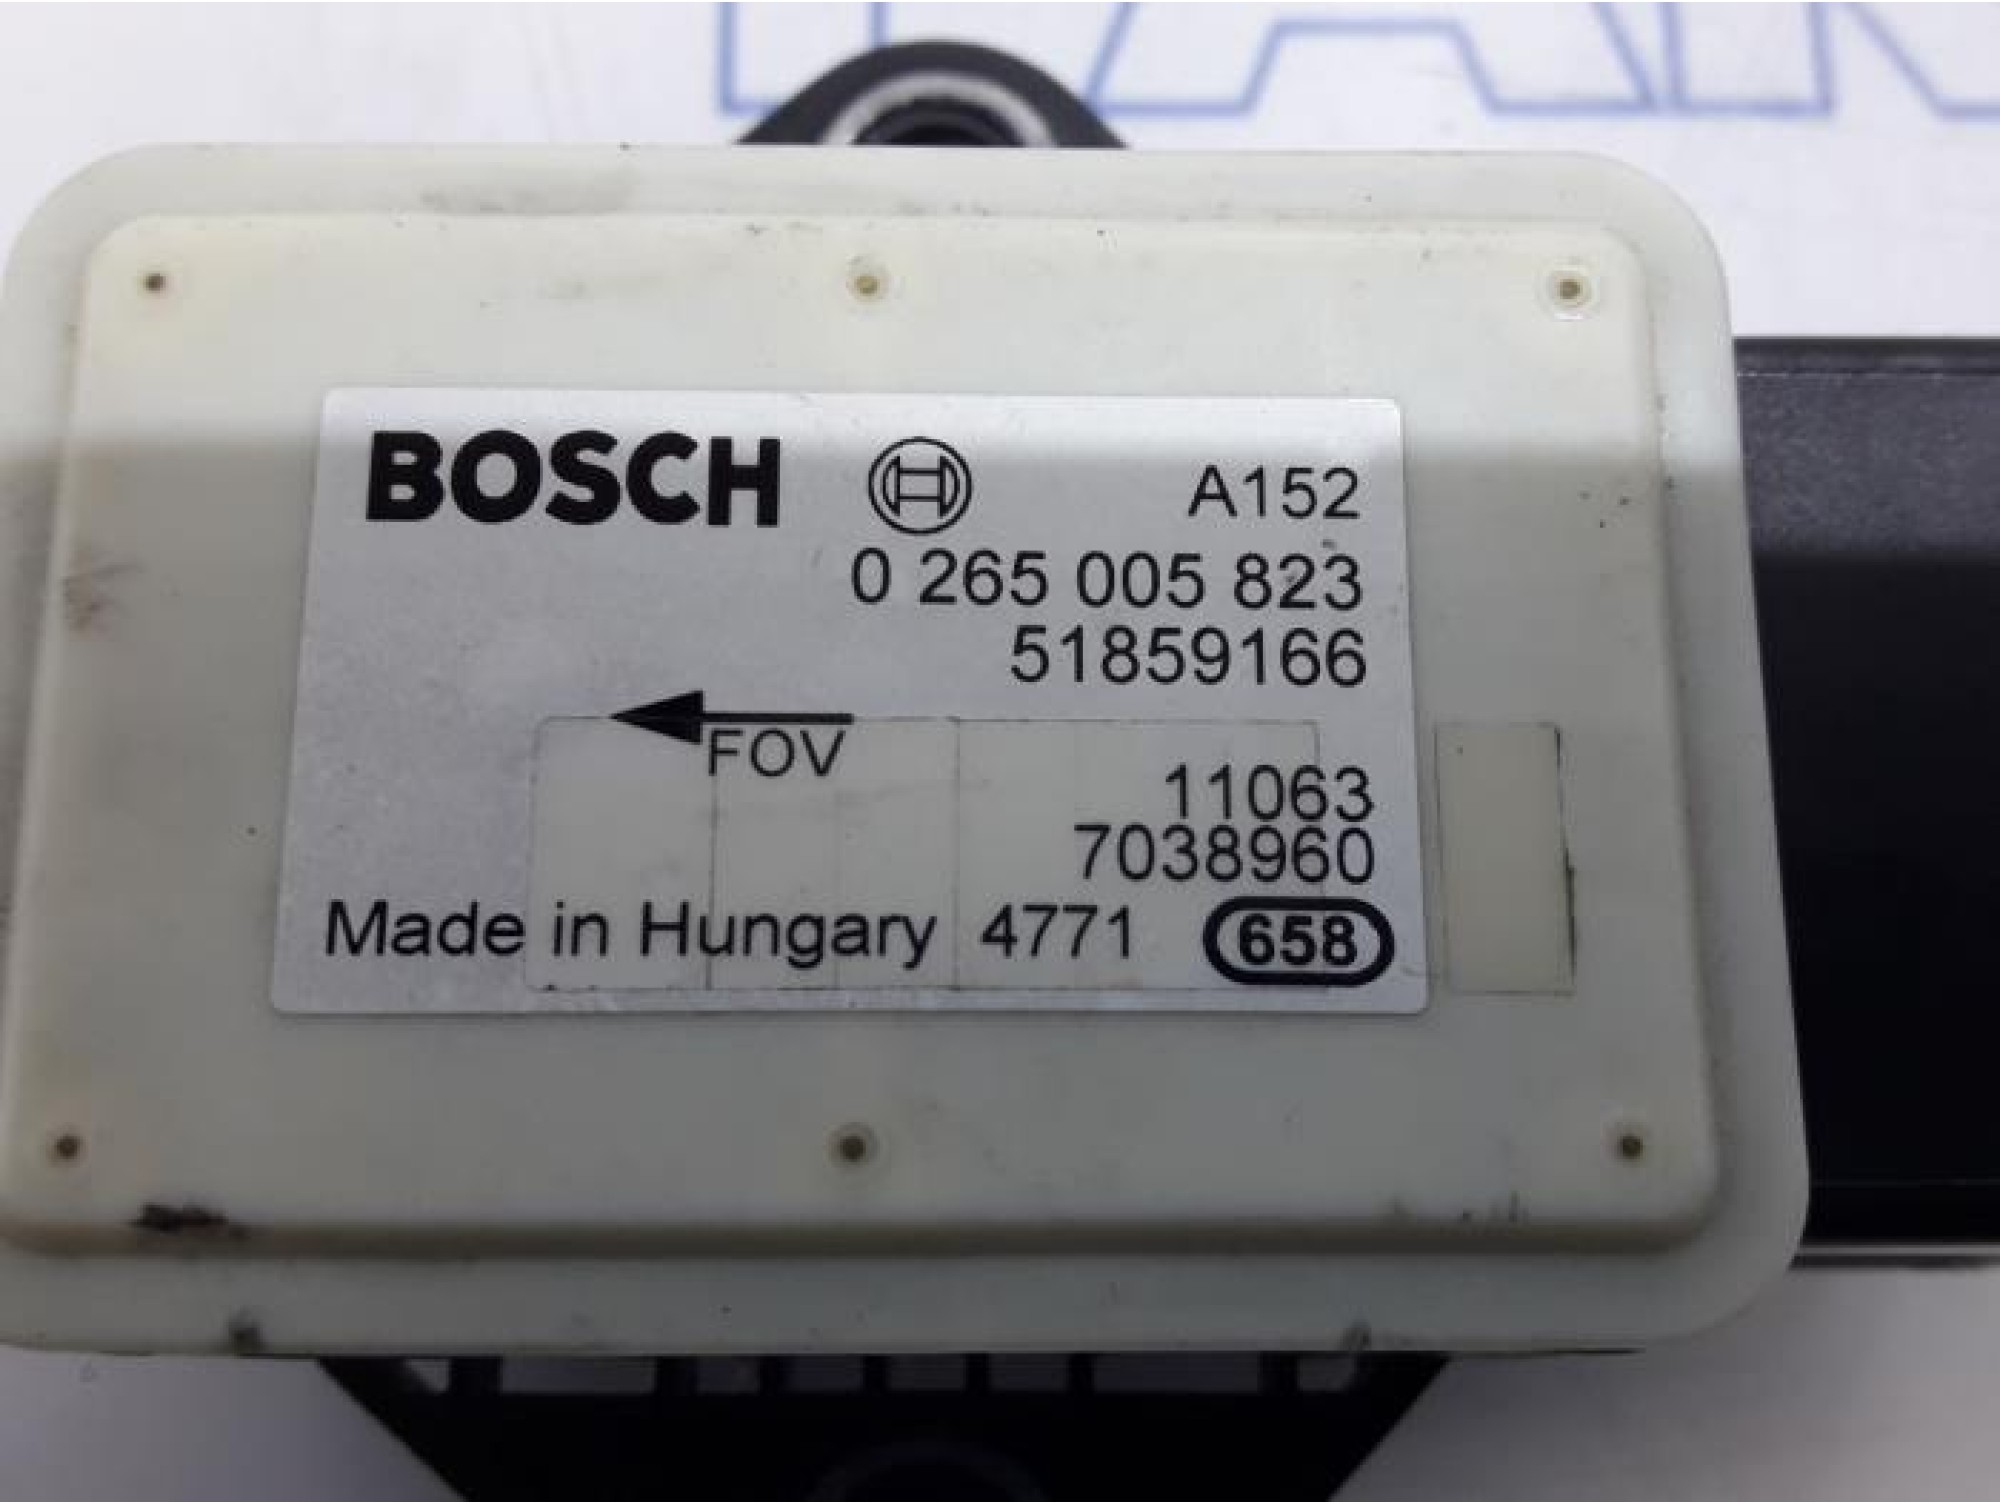 BOSCH A152
0 265 005 823
51859166
FOV
11063
7038960
Made in Hungary 4771 658